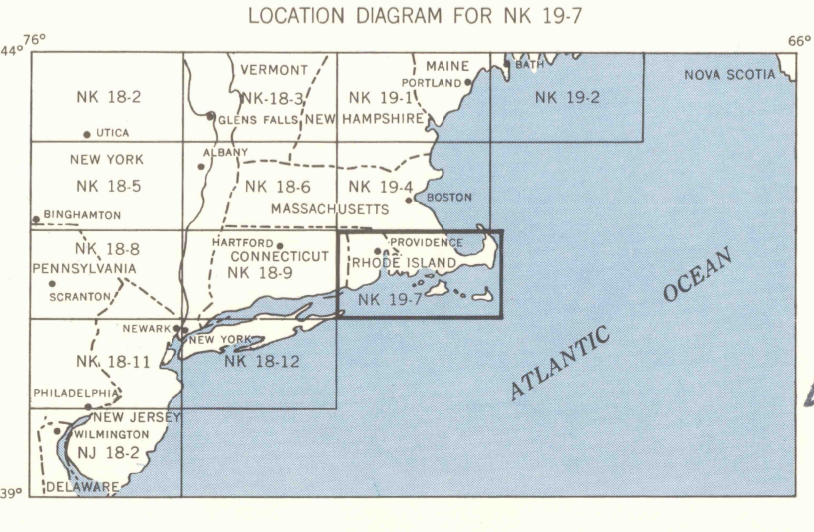 LOCATION DIAGRAM FOR NK 19-7
44° 76°
66°
VERMONT
MAINE
BATH
PORTLAND
NOVA SCOTIA
NK 18-2
NK-18-3
NK 19-1
NK 19-2
GLENS FALLS
NEW HAMPSHIRE
UTICA
NEW YORK
ALBANY
NK 18-5
NK 18-6
NK 19-4
BOSTON
MASSACHUSETTS
BINGHAMTON
HARTFORD
PROVIDENCE
NK 18-8
CONNECTICUT
RHODE ISLAND
PENNSYLVANIA
NK 18-9
SCRANTON
NK 19-7
OCEAN
NEWARK
NEW YORK
ATLANTIC
NK 18-11
NK 18-12
PHILADELPHIA
NEW JERSEY
WILMINGTON
NJ 18-2
DELAWARE
39°